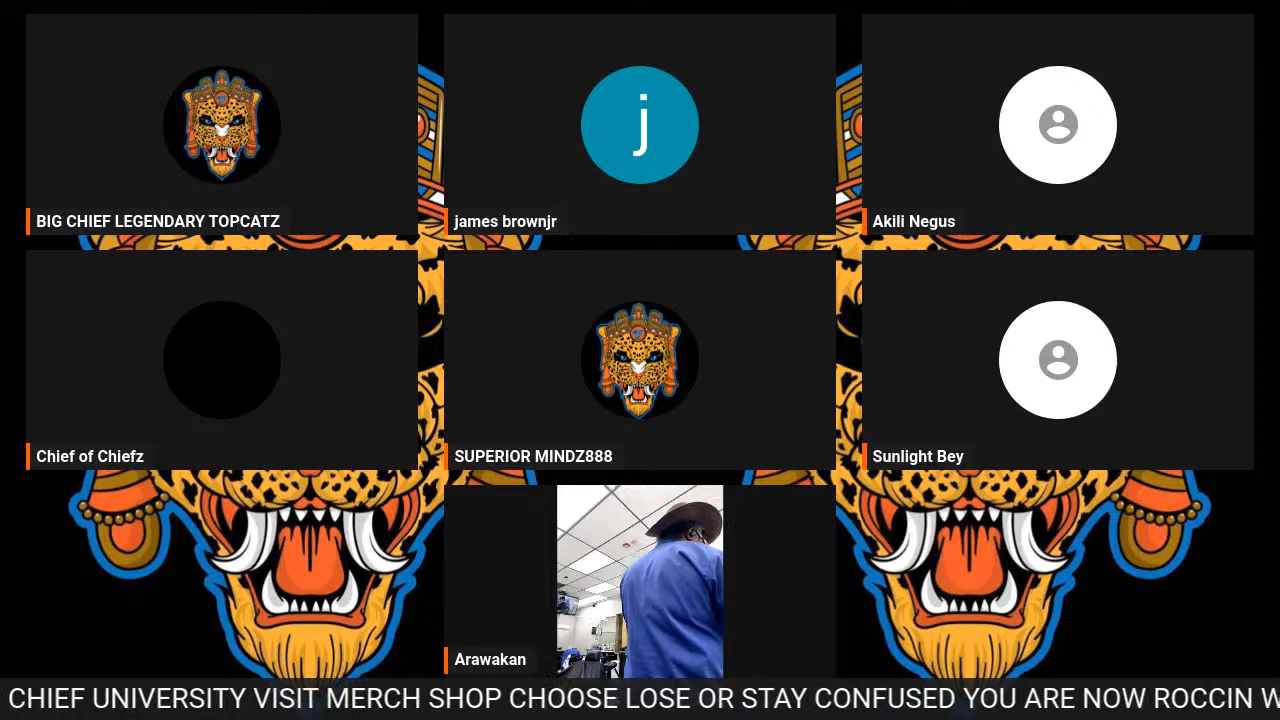 j
BIG CHIEF LEGENDARY TOPCATZ
james brownjr
Akili Negus
Chief of Chiefz
SUPERIOR MINDZ888
Sunlight Bey
Arawakan
CHIEF UNIVERSITY VISIT MERCH SHOP CHOOSE LOSE OR STAY CONFUSED YOU ARE NOW ROCCIN W